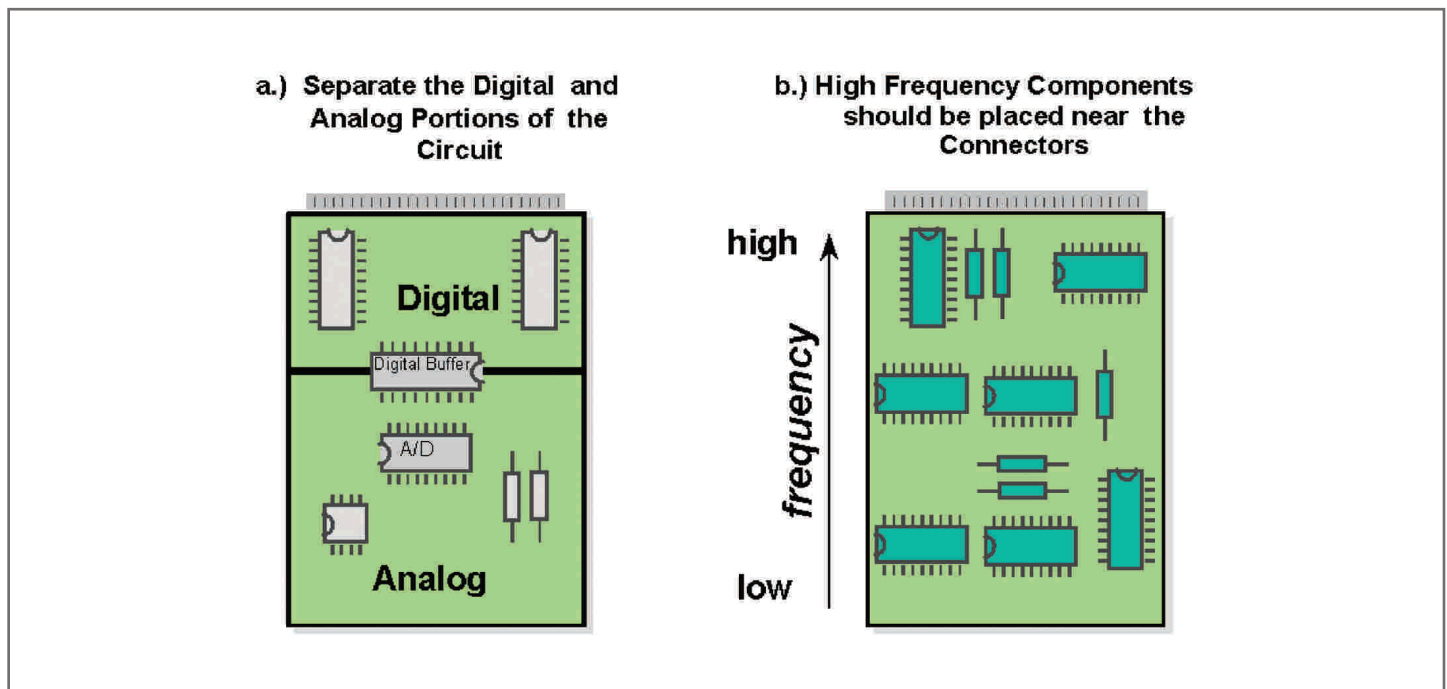 a.) Separate the Digital and
Analog Portions of the
Circuit
Digital
Digital Buffer
A/D
Analog
b.) High Frequency Components
should be placed near the
Connectors
high
frequency
low